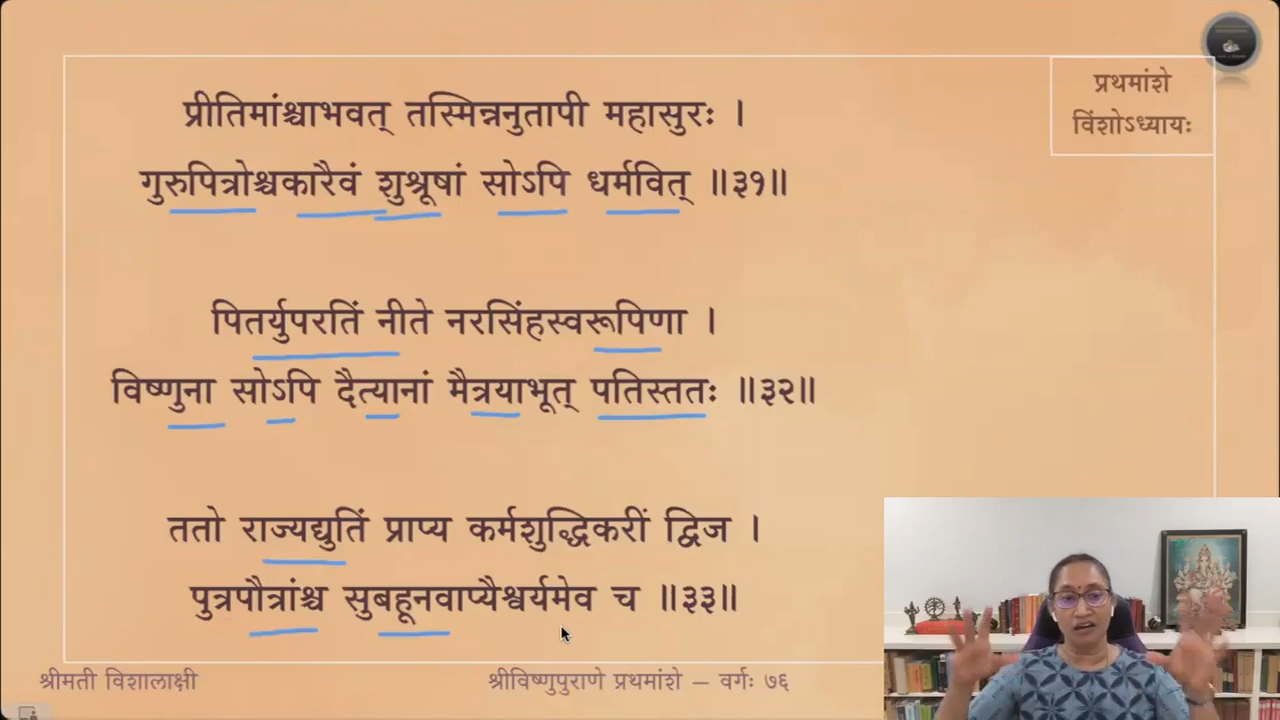 प्रथमांशे
विंशोऽध्यायः
प्रीतिमांश्चाभवत् तस्मिन्ननुतापी महासुरः ।
गुरुपित्रोश्चकारैवं शुश्रूषां सोऽपि धर्मवित् ॥३१॥
पितर्युपरतिं नीते नरसिंहस्वरूपिणा ।
विष्णुना सोऽपि दैत्यानां मैत्रयाभूत् पतिस्ततः ॥३२॥
ततो राज्यद्युतिं प्राप्य कर्मशुद्धिकरीं द्विज ।
पुत्रपौत्रांश्च सुबहूनवाप्यैश्वर्यमेव च ॥३३॥
श्रीमती विशालाक्षी
श्रीविष्णुपुराणे प्रथमांशे – वर्गः ७६